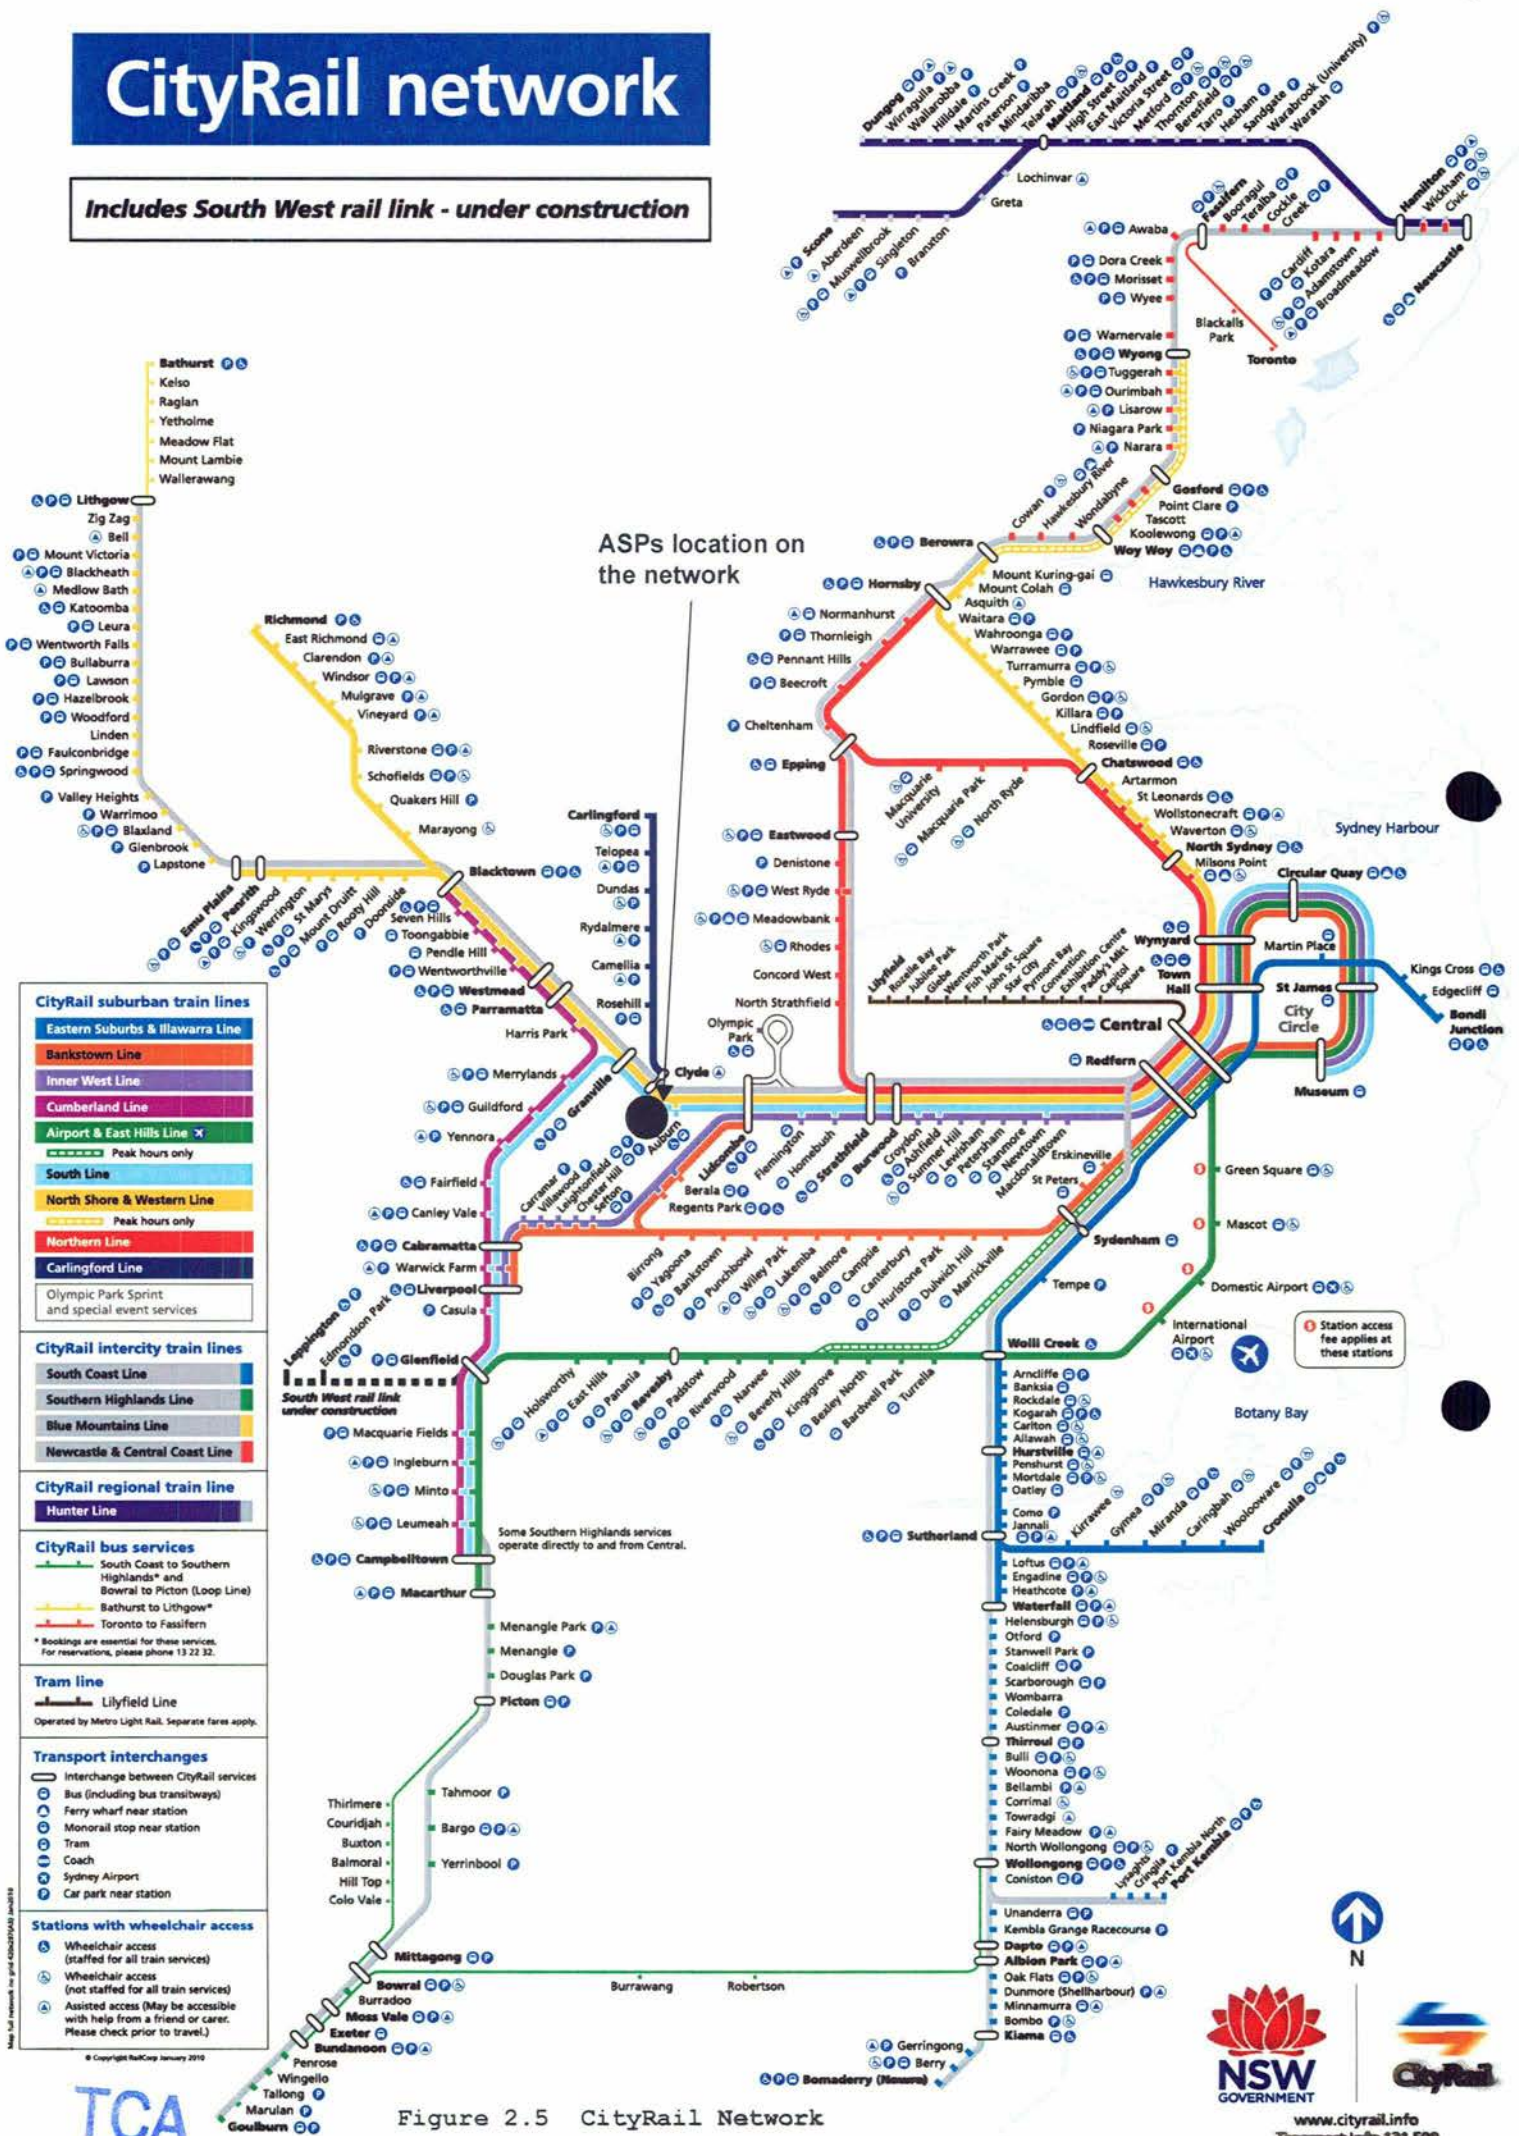 CityRail network
Includes South West rail link - under construction
ASPs location on
the network
Dungog
Wirragulla
Wallarobba
Hilldale
Martins Creek
Paterson
Mindaribba
Telarah
Maitland
High Street
East Maitland
Victoria Street
Metford
Thornton
Beresfield
Tarro
Hexham
Sandgate
Warabrook (University)
Waratah
Lochinvar
Greta
Scone
Aberdeen
Muswellbrook
Singleton
Branxton
Hamilton
Wickham
Civic
Newcastle
Fassifern
Booragul
Teralba
Cockle
Creek
Cardiff
Kotara
Adamstown
Broadmeadow
Awaba
Dora Creek
Morisset
Wyee
Blackalls
Park
Toronto
Warnervale
Wyong
Tuggerah
Ourimbah
Lisarow
Niagara Park
Narara
Gosford
Point Clare
Tascott
Koolewong
Woy Woy
Cowan
Hawkesbury River
Wondabyne
Hawkesbury River
Berowra
Mount Kuring-gai
Mount Colah
Asquith
Hornsby
Waitara
Wahroonga
Warrawee
Turramurra
Pymble
Gordon
Killara
Lindfield
Roseville
Chatswood
Artarmon
St Leonards
Wollstonecraft
Waverton
North Sydney
Milsons Point
Sydney Harbour
Normanhurst
Thornleigh
Pennant Hills
Beecroft
Cheltenham
Epping
Macquarie
University
Macquarie Park
North Ryde
Eastwood
Denistone
West Ryde
Meadowbank
Rhodes
Concord West
North Strathfield
Olympic
Park
Bathurst
Kelso
Raglan
Yetholme
Meadow Flat
Mount Lambie
Wallerawang
Lithgow
Zig Zag
Bell
Mount Victoria
Blackheath
Medlow Bath
Katoomba
Leura
Wentworth Falls
Bullaburra
Lawson
Hazelbrook
Woodford
Linden
Faulconbridge
Springwood
Valley Heights
Warrimoo
Blaxland
Glenbrook
Lapstone
Richmond
East Richmond
Clarendon
Windsor
Mulgrave
Vineyard
Riverstone
Schofields
Quakers Hill
Marayong
Blacktown
Emu Plains
Penrith
Kingswood
Werrington
St Marys
Mount Druitt
Rooty Hill
Doonside
Seven Hills
Toongabbie
Pendle Hill
Wentworthville
Westmead
Parramatta
Harris Park
Carlingford
Telopea
Dundas
Rydalmere
Camellia
Rosehill
Clyde
Granville
Merrylands
Guildford
Yennora
Fairfield
Canley Vale
Cabramatta
Warwick Farm
Liverpool
Casula
Glenfield
Leppington
Edmondson Park
South West rail link
under construction
Macquarie Fields
Ingleburn
Minto
Leumeah
Campbelltown
Macarthur
Auburn
Lidcombe
Flemington
Homebush
Strathfield
Burwood
Croydon
Ashfield
Summer Hill
Lewisham
Petersham
Stanmore
Newtown
Macdonaldtown
Carramar
Villawood
Leightonfield
Chester Hill
Sefton
Berala
Regents Park
Birrong
Yagoona
Bankstown
Punchbowl
Wiley Park
Lakemba
Belmore
Campsie
Canterbury
Hurlstone Park
Dulwich Hill
Marrickville
Erskineville
St Peters
Sydenham
Tempe
Lilyfield
Rozelle Bay
Jubilee Park
Glebe
Wentworth Park
Fish Market
John St Square
Star City
Pyrmont Bay
Convention
Exhibition Centre
Paddy's Mkt
Capitol
Square
Central
Redfern
Wynyard
Town
Hall
Circular Quay
Martin Place
St James
City
Circle
Museum
Kings Cross
Edgecliff
Bondi
Junction
Green Square
Mascot
Domestic Airport
International
Airport
Station access
fee applies at
these stations
Holsworthy
East Hills
Panania
Revesby
Padstow
Riverwood
Narwee
Beverly Hills
Kingsgrove
Bexley North
Bardwell Park
Turrella
Wolli Creek
Arncliffe
Banksia
Rockdale
Kogarah
Carlton
Allawah
Hurstville
Penshurst
Mortdale
Oatley
Como
Jannali
Sutherland
Botany Bay
Kirrawee
Gymea
Miranda
Caringbah
Woolooware
Cronulla
Loftus
Engadine
Heathcote
Waterfall
Helensburgh
Otford
Stanwell Park
Coalcliff
Scarborough
Wombarra
Coledale
Austinmer
Thirroul
Bulli
Woonona
Bellambi
Corrimal
Towradgi
Fairy Meadow
North Wollongong
Wollongong
Coniston
Lysaghts
Cringila
Port Kembla North
Port Kembla
Unanderra
Kembla Grange Racecourse
Dapto
Albion Park
Oak Flats
Dunmore (Shellharbour)
Minnamurra
Bombo
Kiama
Gerringong
Berry
Bomaderry (Nowra)
Some Southern Highlands services
operate directly to and from Central.
Menangle Park
Menangle
Douglas Park
Picton
Tahmoor
Bargo
Yerrinbool
Thirlmere
Couridjah
Buxton
Balmoral
Hill Top
Colo Vale
Mittagong
Bowral
Burradoo
Moss Vale
Exeter
Bundanoon
Penrose
Wingello
Tallong
Marulan
Goulburn
Burrawang
Robertson
CityRail suburban train lines
Eastern Suburbs & Illawarra Line
Bankstown Line
Inner West Line
Cumberland Line
Airport & East Hills Line
Peak hours only
South Line
North Shore & Western Line
Peak hours only
Northern Line
Carlingford Line
Olympic Park Sprint
and special event services
CityRail intercity train lines
South Coast Line
Southern Highlands Line
Blue Mountains Line
Newcastle & Central Coast Line
CityRail regional train line
Hunter Line
CityRail bus services
South Coast to Southern
Highlands* and
Bowral to Picton (Loop Line)
Bathurst to Lithgow*
Toronto to Fassifern
* Bookings are essential for these services.
For reservations, please phone 13 22 32.
Tram line
Lilyfield Line
Operated by Metro Light Rail. Separate fares apply.
Transport interchanges
Interchange between CityRail services
Bus (including bus transitways)
Ferry wharf near station
Monorail stop near station
Tram
Coach
Sydney Airport
Car park near station
Stations with wheelchair access
Wheelchair access
(staffed for all train services)
Wheelchair access
(not staffed for all train services)
Assisted access (May be accessible
with help from a friend or carer.
Please check prior to travel.)
© Copyright RailCorp January 2010
TCA
Figure 2.5 CityRail Network
N
NSW
GOVERNMENT
CityRail
www.cityrail.info